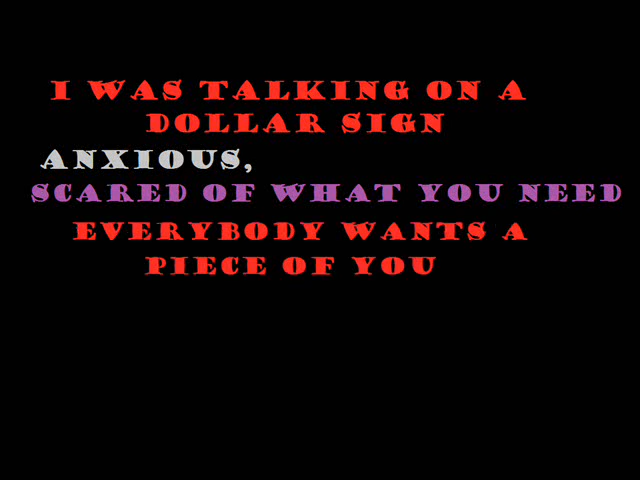 I WAS TALKING ON A
DOLLAR SIGN
ANXIOUS,
SCARED OF WHAT YOU NEED
EVERYBODY WANTS A
PIECE OF YOU